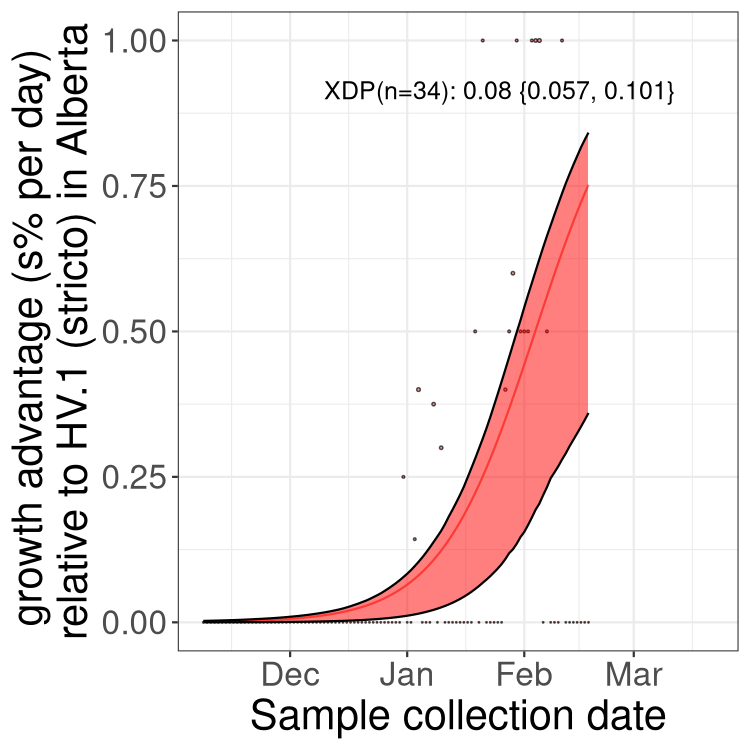 growth advantage (s% per day)
relative to HV.1 (stricto) in Alberta
1.00
0.75
0.50
0.25
0.00
XDP(n=34): 0.08 {0.057, 0.101}
Dec Jan Feb Mar
Sample collection date